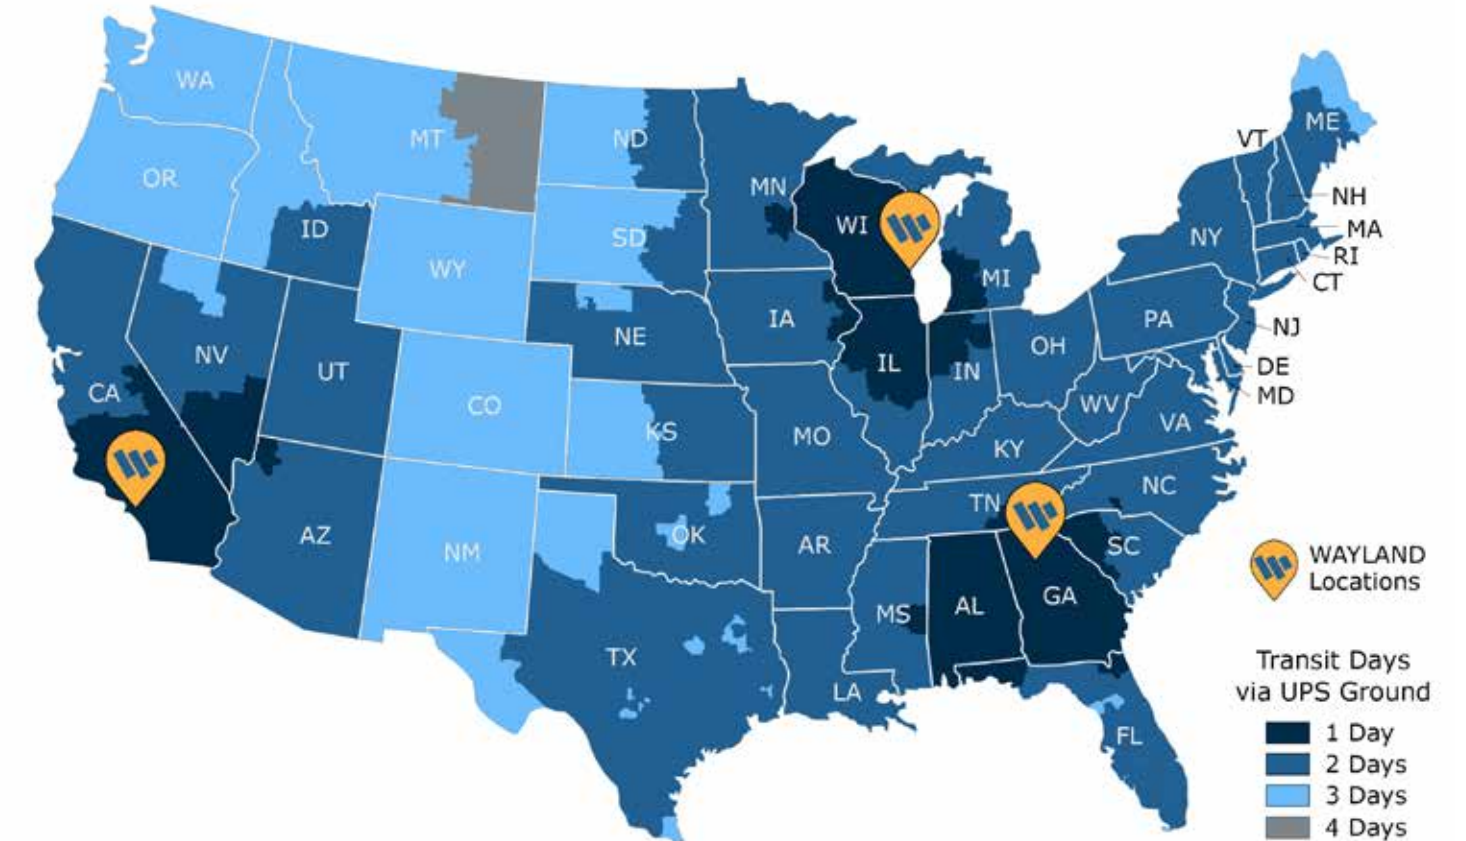 WA
MT
ND
ME
VT
OR
MN
NH
ID
WI
MA
SD
NY
RI
WY
MI
CT
IA
PA
NJ
NE
NV
OH
IL
UT
IN
DE
CA
MD
CO
WV
KS
MO
VA
KY
NC
TN
AZ
NM
OK
AR
SC
WAYLAND
Locations
GA
AL
MS
TX
LA
FL
Transit Days
via UPS Ground
1 Day
2 Days
3 Days
4 Days